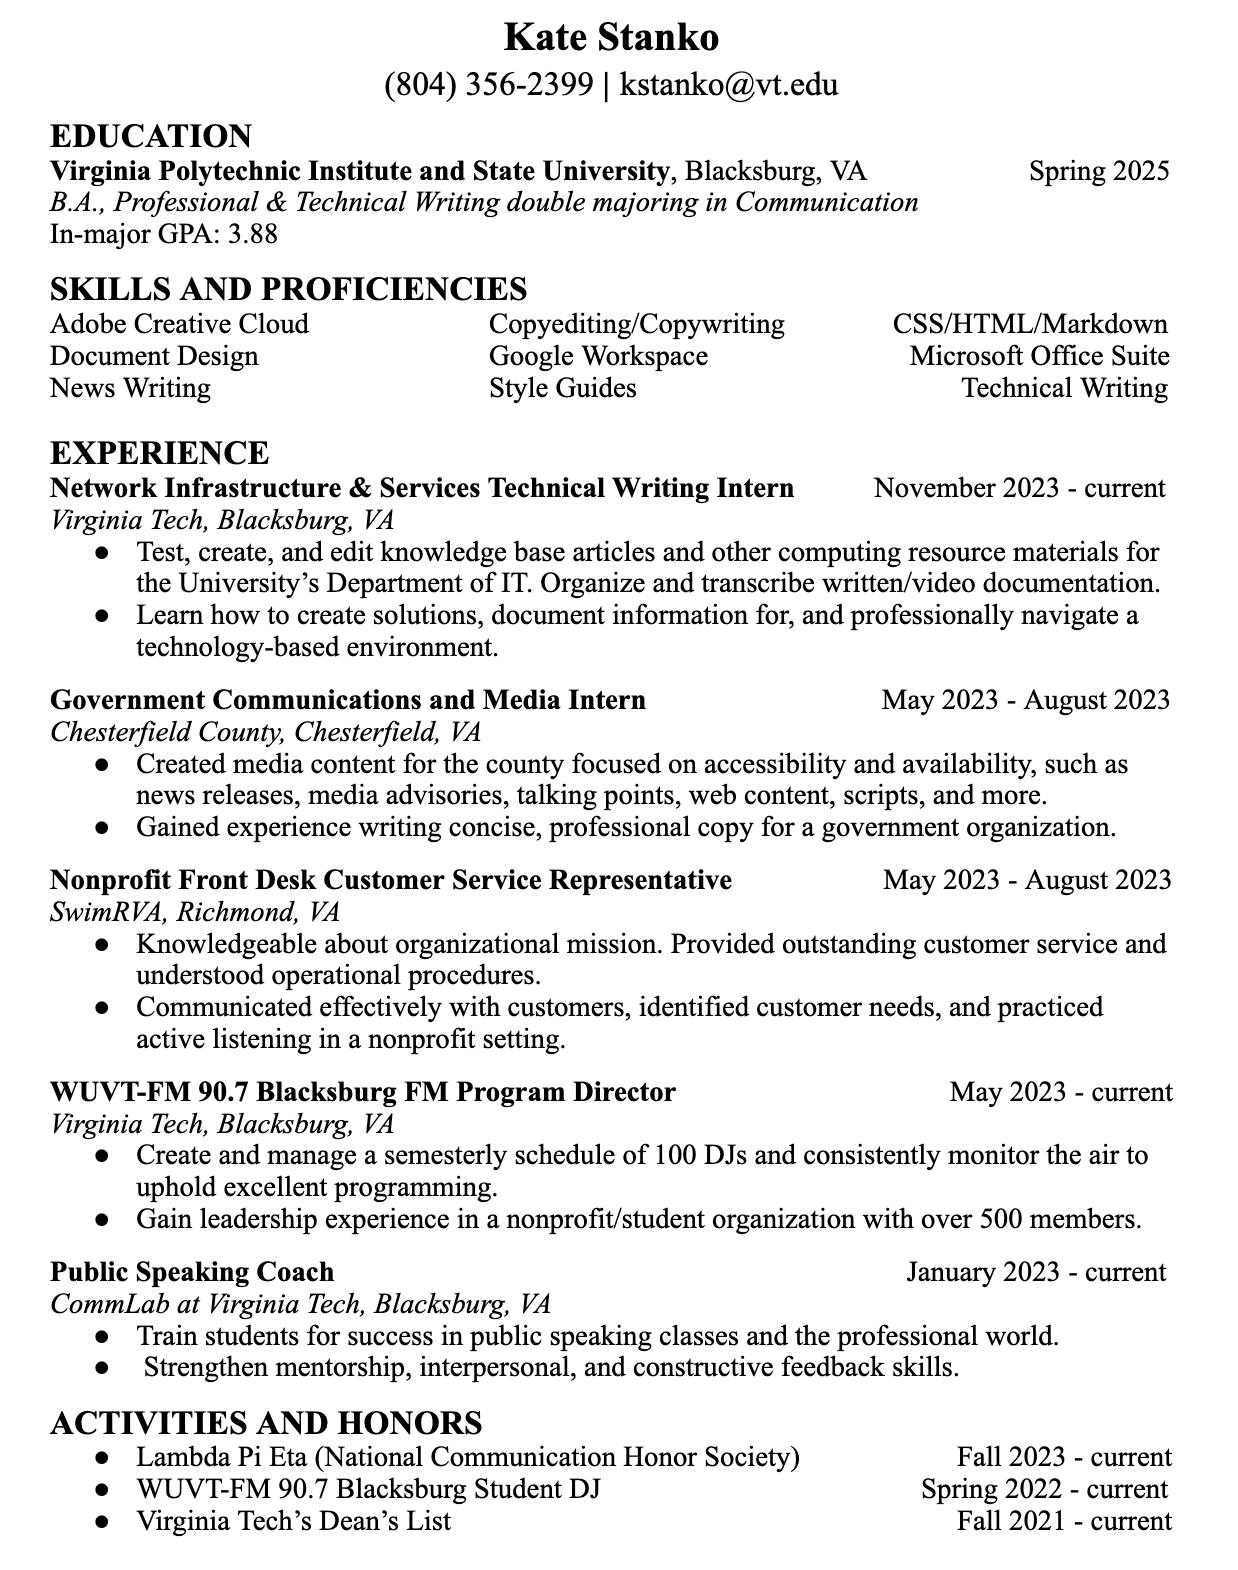 Kate Stanko
(804) 356-2399 | kstanko@vt.edu
EDUCATION
Virginia Polytechnic Institute and State University, Blacksburg, VA Spring 2025
B.A., Professional & Technical Writing double majoring in Communication
In-major GPA: 3.88
SKILLS AND PROFICIENCIES
Adobe Creative Cloud Copyediting/Copywriting CSS/HTML/Markdown
Document Design Google Workspace Microsoft Office Suite
News Writing Style Guides Technical Writing
EXPERIENCE
Network Infrastructure & Services Technical Writing Intern November 2023 - current
Virginia Tech, Blacksburg, VA
● Test, create, and edit knowledge base articles and other computing resource materials for
the University’s Department of IT. Organize and transcribe written/video documentation.
● Learn how to create solutions, document information for, and professionally navigate a
technology-based environment.
Government Communications and Media Intern May 2023 - August 2023
Chesterfield County, Chesterfield, VA
● Created media content for the county focused on accessibility and availability, such as
news releases, media advisories, talking points, web content, scripts, and more.
● Gained experience writing concise, professional copy for a government organization.
Nonprofit Front Desk Customer Service Representative May 2023 - August 2023
SwimRVA, Richmond, VA
● Knowledgeable about organizational mission. Provided outstanding customer service and
understood operational procedures.
● Communicated effectively with customers, identified customer needs, and practiced
active listening in a nonprofit setting.
WUVT-FM 90.7 Blacksburg FM Program Director May 2023 - current
Virginia Tech, Blacksburg, VA
● Create and manage a semesterly schedule of 100 DJs and consistently monitor the air to
uphold excellent programming.
● Gain leadership experience in a nonprofit/student organization with over 500 members.
Public Speaking Coach January 2023 - current
CommLab at Virginia Tech, Blacksburg, VA
● Train students for success in public speaking classes and the professional world.
● Strengthen mentorship, interpersonal, and constructive feedback skills.
ACTIVITIES AND HONORS
● Lambda Pi Eta (National Communication Honor Society) Fall 2023 - current
● WUVT-FM 90.7 Blacksburg Student DJ Spring 2022 - current
● Virginia Tech’s Dean’s List Fall 2021 - current